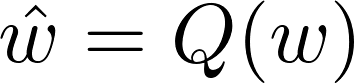 ŵ = Q(w)